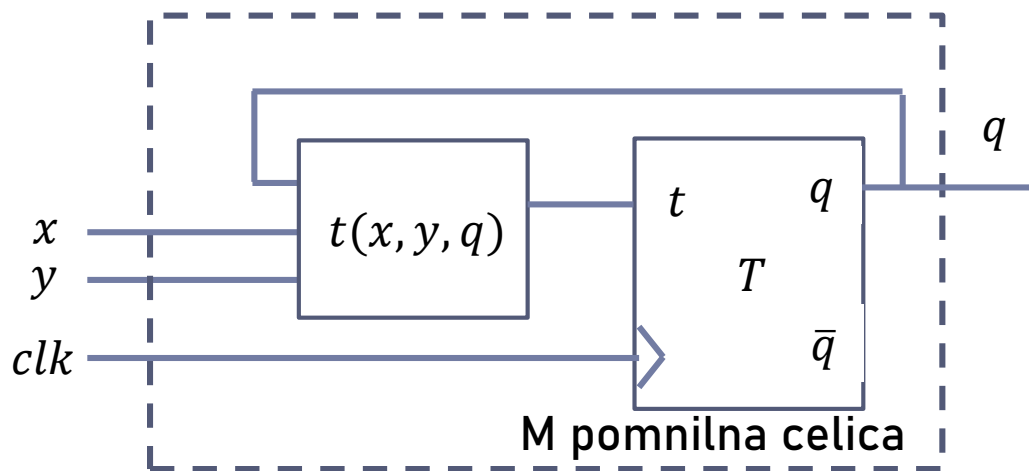 q
t
q
x
t(x, y, q)
y
T
clk
q̄
M pomnilna celica